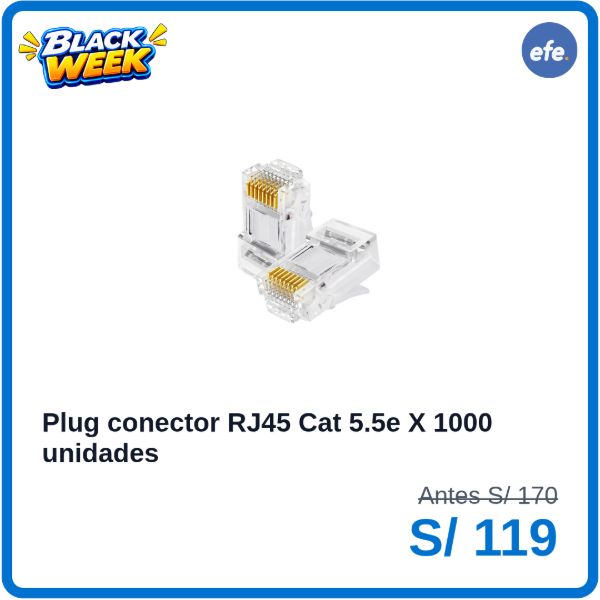 BLACK
WEEK
efe.
Plug conector RJ45 Cat 5.5e X 1000
unidades
Antes S/ 170
S/ 119